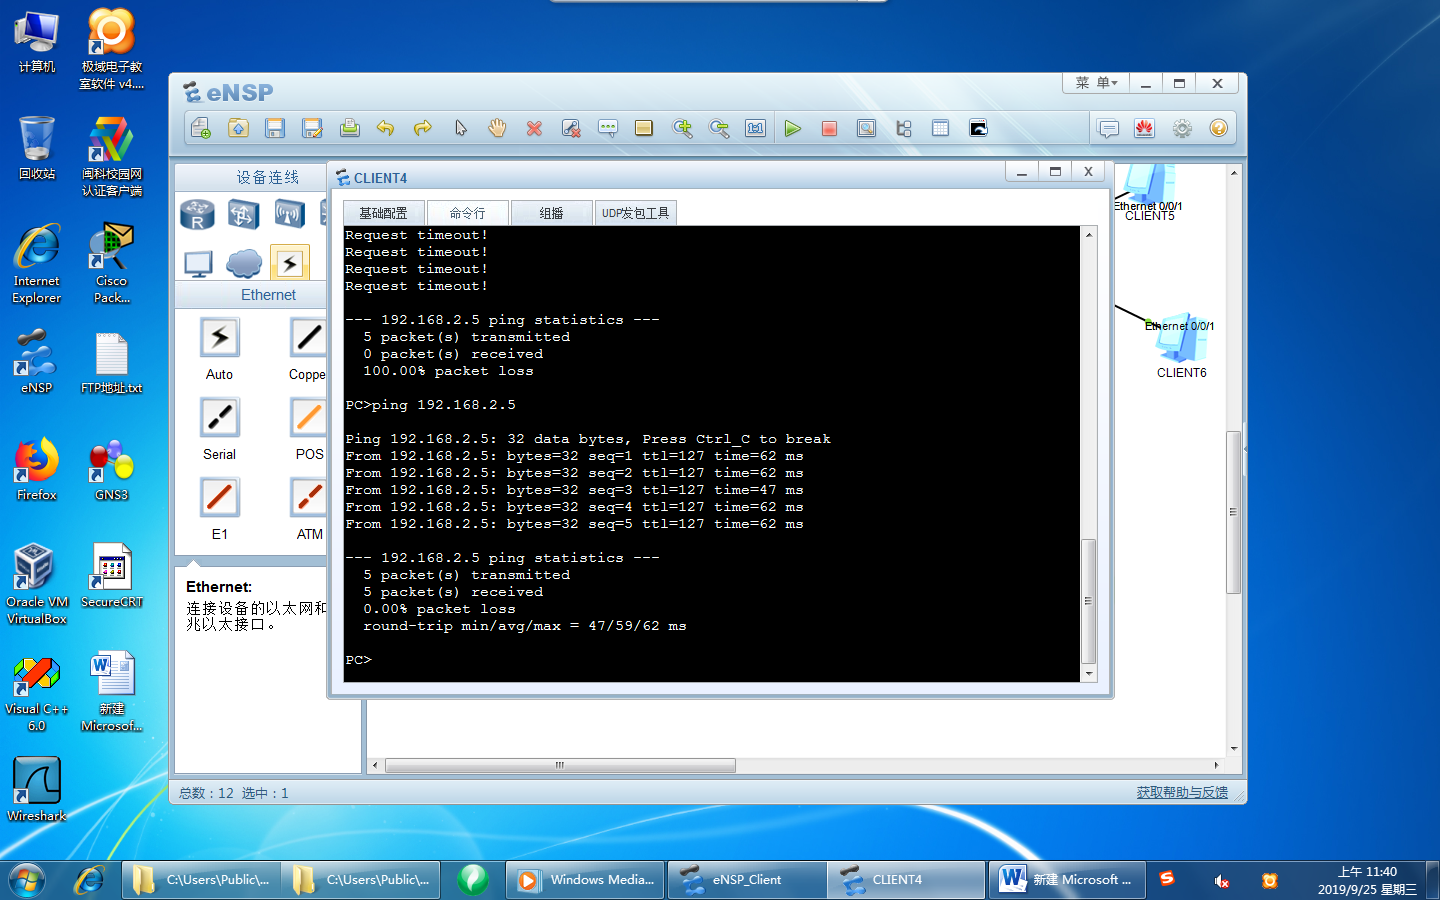 计算机
极域电子教
室软件 v4....
回收站
闽科校园网
认证客户端
Internet
Explorer
Cisco
Pack...
eNSP
FTP地址.txt
Firefox
GNS3
Oracle VM
VirtualBox
SecureCRT
Visual C++
6.0
新建
Microsof...
Wireshark
eNSP
菜 单
设备连线
R
Ethernet
Auto
Coppe
Serial
POS
E1
ATM
Ethernet:
连接设备的以太网和
兆以太接口。
CLIENT4
基础配置
命令行
组播
UDP发包工具
Request timeout!
Request timeout!
Request timeout!
Request timeout!
--- 192.168.2.5 ping statistics ---
5 packet(s) transmitted
0 packet(s) received
100.00% packet loss
PC>ping 192.168.2.5
Ping 192.168.2.5: 32 data bytes, Press Ctrl_C to break
From 192.168.2.5: bytes=32 seq=1 ttl=127 time=62 ms
From 192.168.2.5: bytes=32 seq=2 ttl=127 time=62 ms
From 192.168.2.5: bytes=32 seq=3 ttl=127 time=47 ms
From 192.168.2.5: bytes=32 seq=4 ttl=127 time=62 ms
From 192.168.2.5: bytes=32 seq=5 ttl=127 time=62 ms
--- 192.168.2.5 ping statistics ---
5 packet(s) transmitted
5 packet(s) received
0.00% packet loss
round-trip min/avg/max = 47/59/62 ms
PC>
Ethernet 0/0/1
CLIENT5
Ethernet 0/0/1
CLIENT6
总数：12 选中：1
获取帮助与反馈
C:\Users\Public\...
C:\Users\Public\...
Windows Media...
eNSP_Client
CLIENT4
新建 Microsoft ...
上午 11:40
2019/9/25 星期三